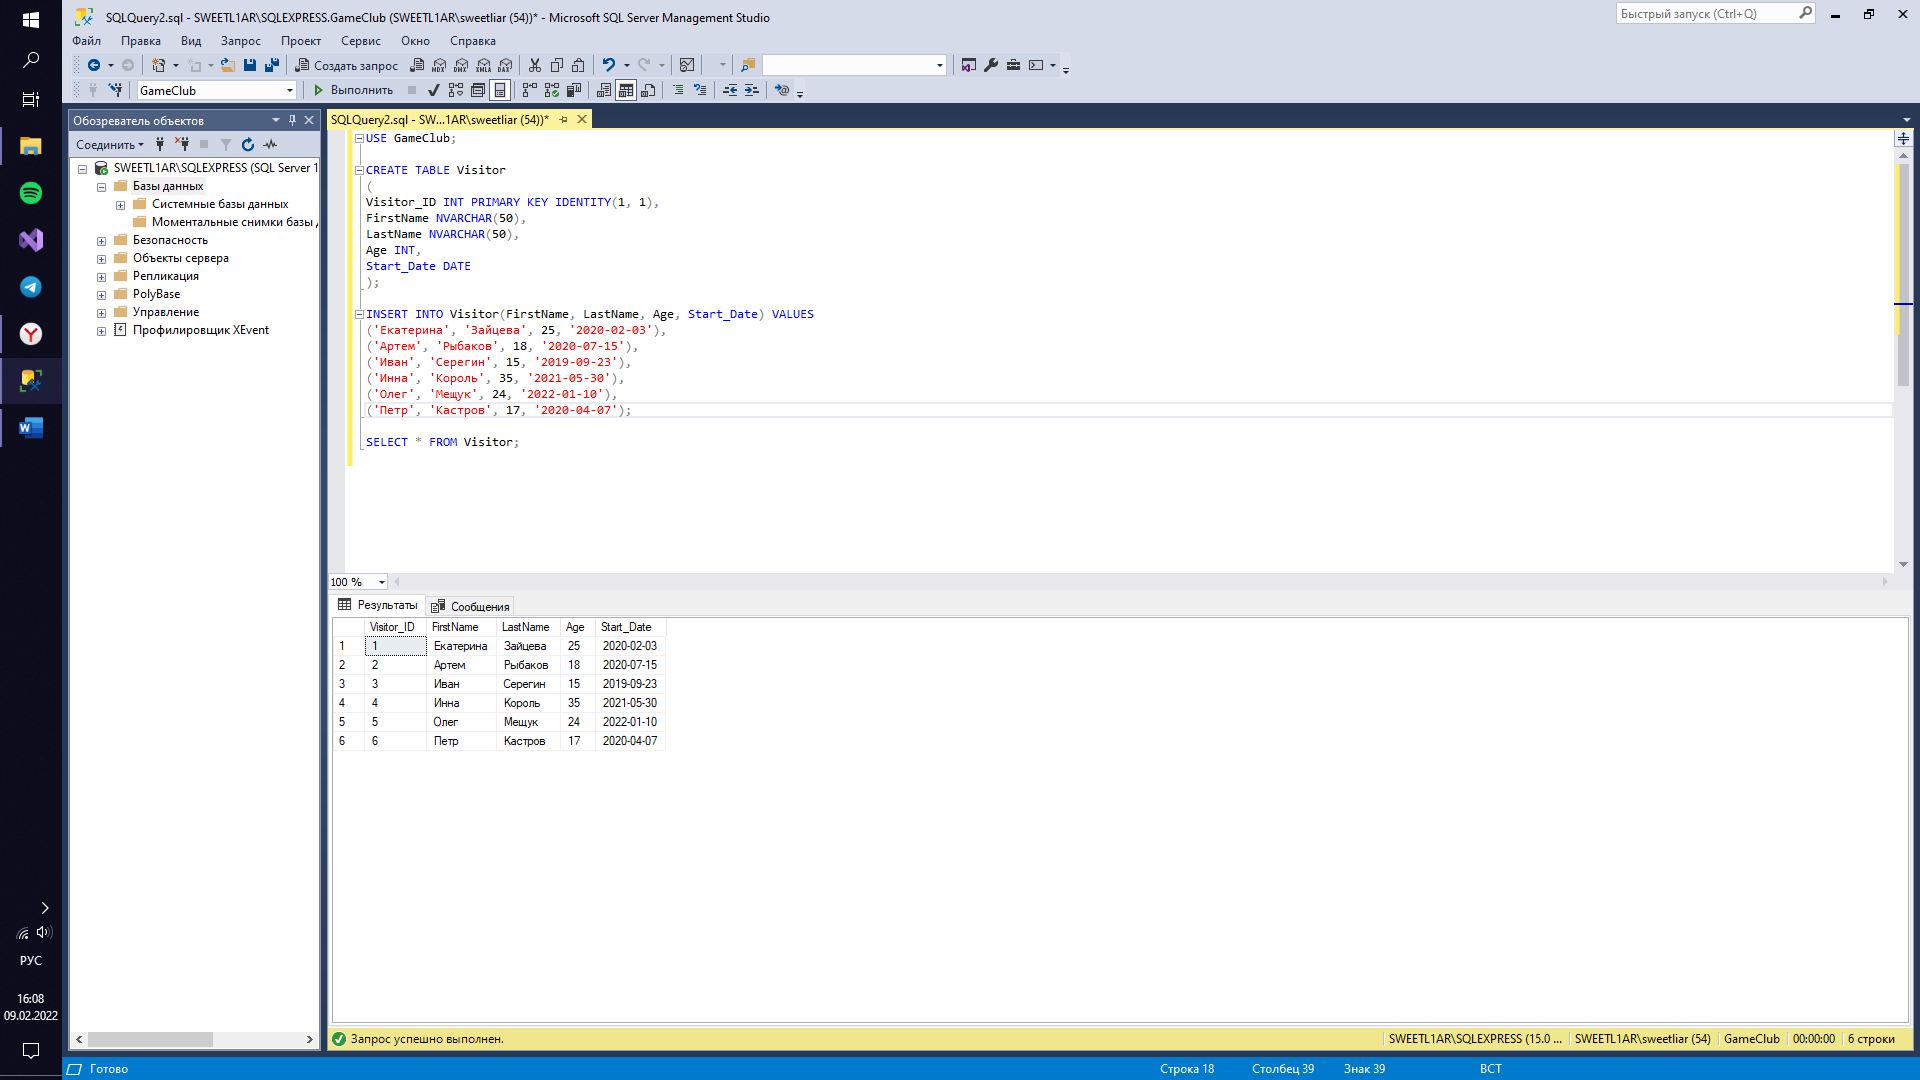 SQLQuery2.sql - SWEETL1AR\SQLEXPRESS.GameClub (SWEETL1AR\sweetliar (54))* - Microsoft SQL Server Management Studio
Быстрый запуск (Ctrl+Q)
Файл Правка Вид Запрос Проект Сервис Окно Справка
Создать запрос MDX DMX XMLA DAX
GameClub Выполнить
Обозреватель объектов
SQLQuery2.sql - SW...1AR\sweetliar (54))*
Соединить
SWEETL1AR\SQLEXPRESS (SQL Server 1
Базы данных
Системные базы данных
Моментальные снимки базы
Безопасность
Объекты сервера
Репликация
PolyBase
Управление
Профилировщик XEvent
USE GameClub;
CREATE TABLE Visitor
(
Visitor_ID INT PRIMARY KEY IDENTITY(1, 1),
FirstName NVARCHAR(50),
LastName NVARCHAR(50),
Age INT,
Start_Date DATE
);
INSERT INTO Visitor(FirstName, LastName, Age, Start_Date) VALUES
('Екатерина', 'Зайцева', 25, '2020-02-03'),
('Артем', 'Рыбаков', 18, '2020-07-15'),
('Иван', 'Серегин', 15, '2019-09-23'),
('Инна', 'Король', 35, '2021-05-30'),
('Олег', 'Мещук', 24, '2022-01-10'),
('Петр', 'Кастров', 17, '2020-04-07');
SELECT * FROM Visitor;
100 %
Результаты Сообщения
Visitor_ID FirstName LastName Age Start_Date
1 1 Екатерина Зайцева 25 2020-02-03
2 2 Артем Рыбаков 18 2020-07-15
3 3 Иван Серегин 15 2019-09-23
4 4 Инна Король 35 2021-05-30
5 5 Олег Мещук 24 2022-01-10
6 6 Петр Кастров 17 2020-04-07
РУС
16:08
09.02.2022
Запрос успешно выполнен. SWEETL1AR\SQLEXPRESS (15.0 ... SWEETL1AR\sweetliar (54) GameClub 00:00:00 6 строки
Готово Строка 18 Столбец 39 Знак 39 ВСТ